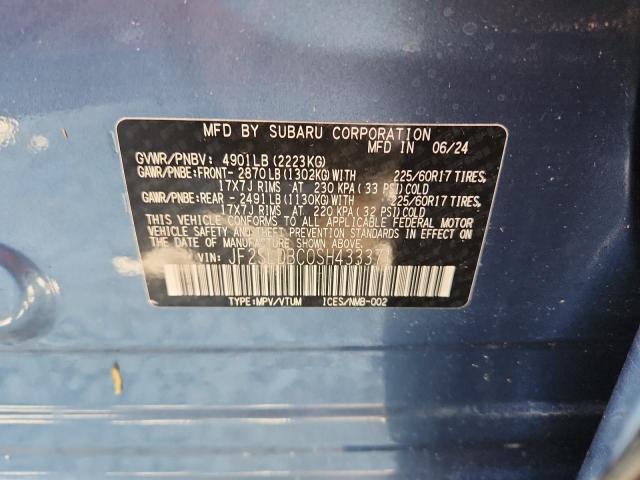 MFD BY SUBARU CORPORATION
MFD IN 06/24
GVWR/PNBV: 4901LB (2223KG)
GAWR/PNBE: FRONT- 2870LB (1302KG) WITH 225/60R17 TIRES,
17X7J RIMS AT 230 KPA (33 PSI) COLD
GAWR/PNBE: REAR - 2491LB (1130KG) WITH 225/60R17 TIRES,
17X7J RIMS AT 220 KPA (32 PSI) COLD
THIS VEHICLE CONFORMS TO ALL APPLICABLE FEDERAL MOTOR
VEHICLE SAFETY AND THEFT PREVENTION STANDARDS IN EFFECT
ON THE DATE OF MANUFACTURE SHOWN ABOVE.
VIN:
TYPE:MPV/VTUM ICES/NMB-002